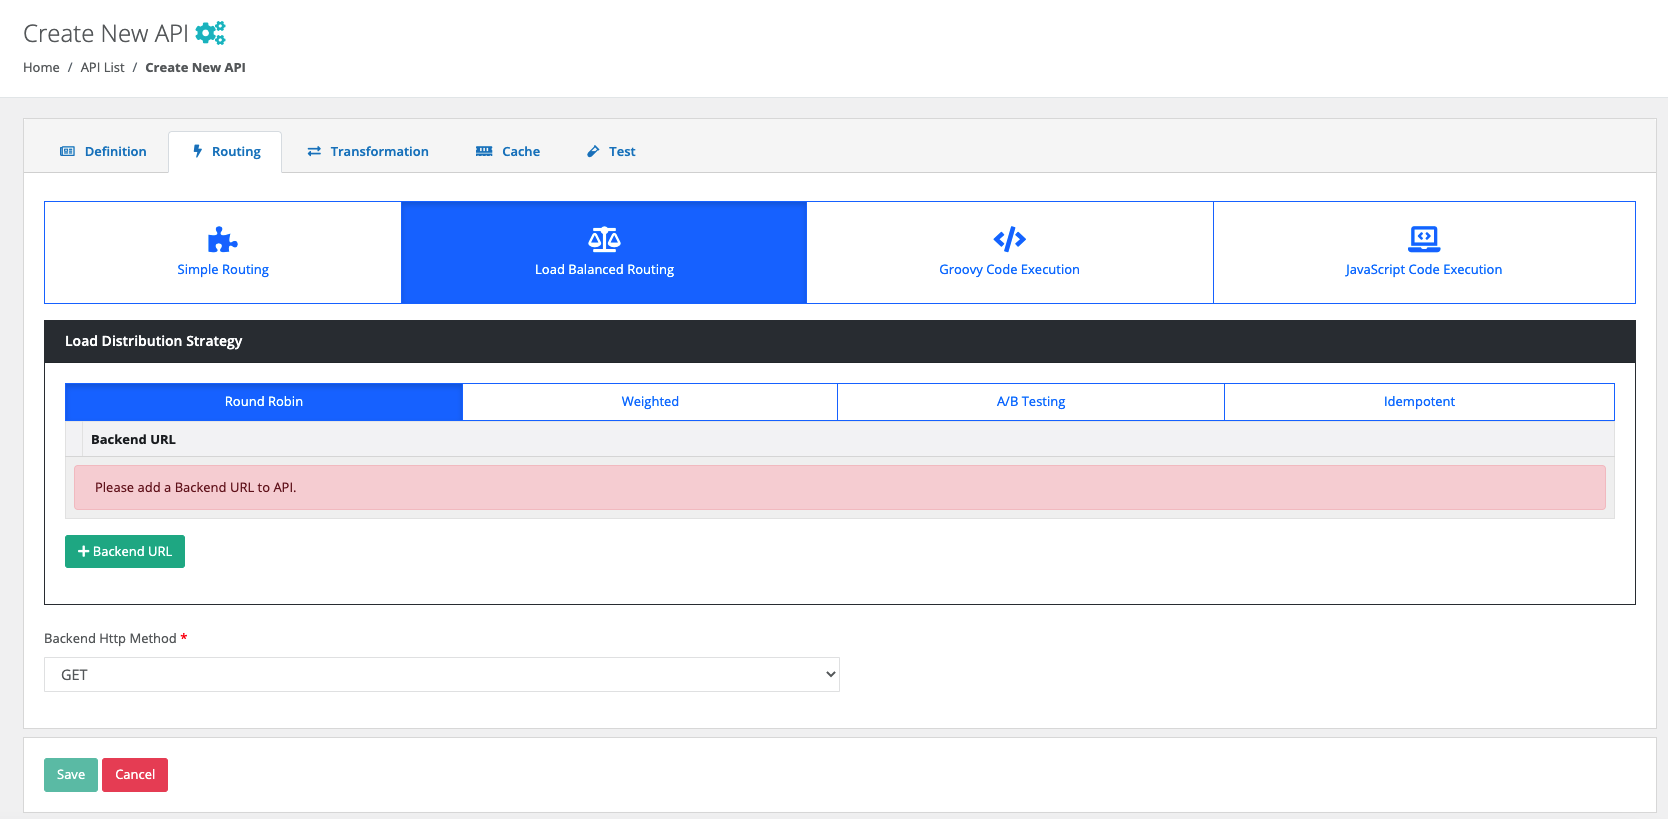 Create New API
Home / API List / Create New API
Definition Routing Transformation Cache Test
Simple Routing Load Balanced Routing Groovy Code Execution JavaScript Code Execution
Load Distribution Strategy
Round Robin Weighted A/B Testing Idempotent
Backend URL
Please add a Backend URL to API.
+ Backend URL
Backend Http Method *
GET
Save Cancel